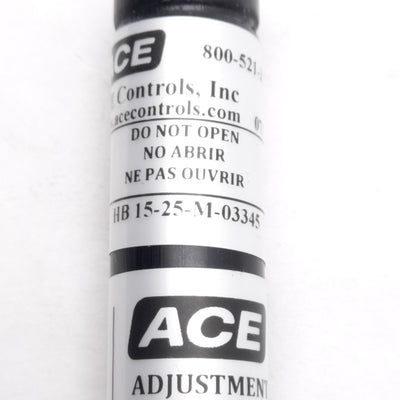 ACE 800-521-
Controls, Inc
acecontrols.com
DO NOT OPEN
NO ABRIR
NE PAS OUVRIR
HB 15-25-M-03345
ACE
ADJUSTMENT